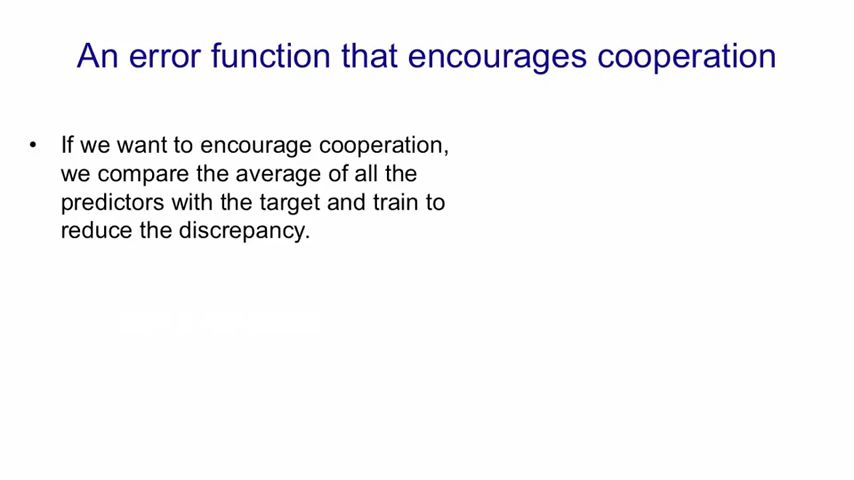 An error function that encourages cooperation
• If we want to encourage cooperation,
we compare the average of all the
predictors with the target and train to
reduce the discrepancy.